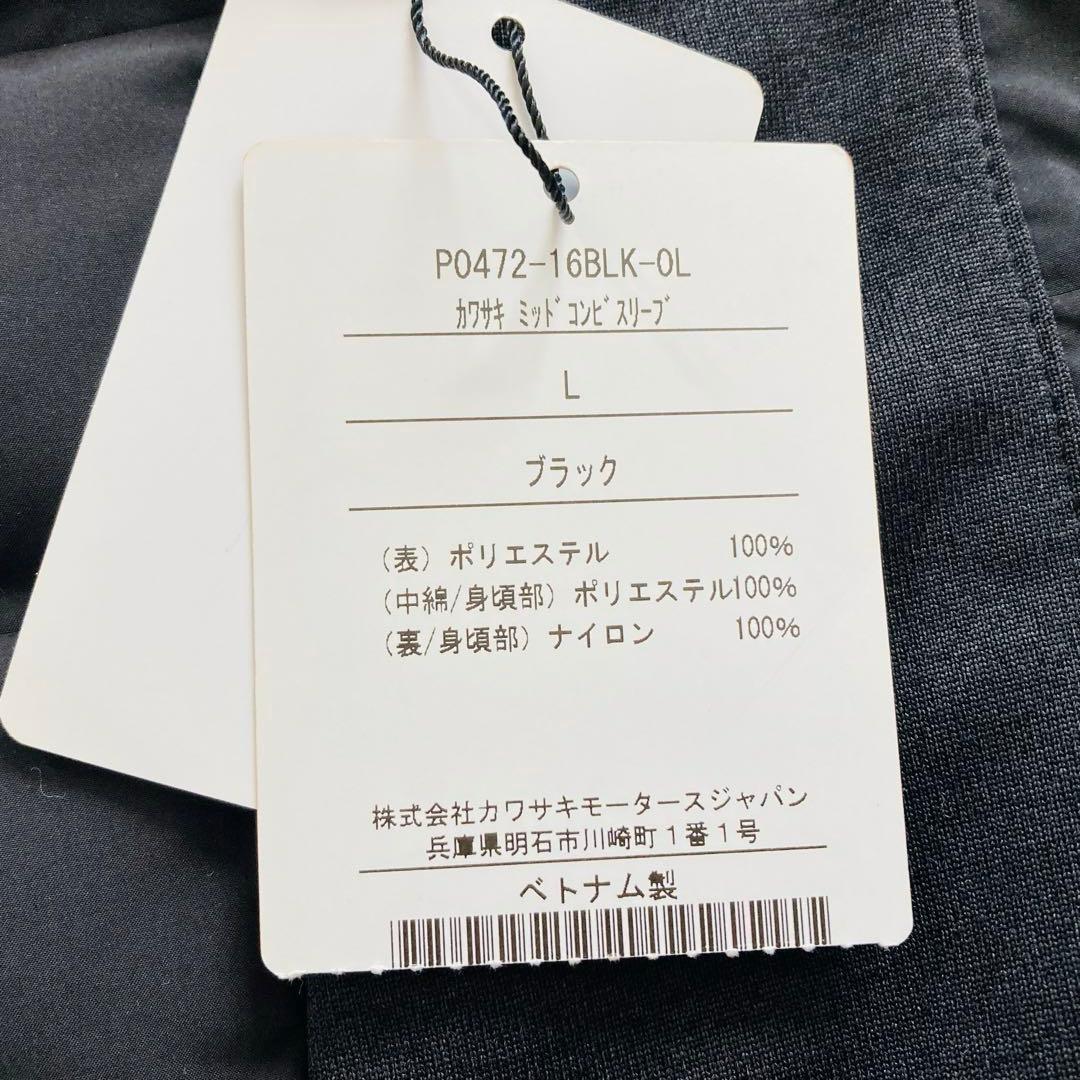 P0472-16BLK-0L
ｶﾜｻｷ ﾐｯﾄﾞｺﾝﾋﾞｽﾘｰﾌﾞ
L
ブラック
(表) ポリエステル 100%
(中綿/身頃部) ポリエステル100%
(裏/身頃部) ナイロン 100%
株式会社カワサキモータースジャパン
兵庫県明石市川崎町１番１号
ベトナム製